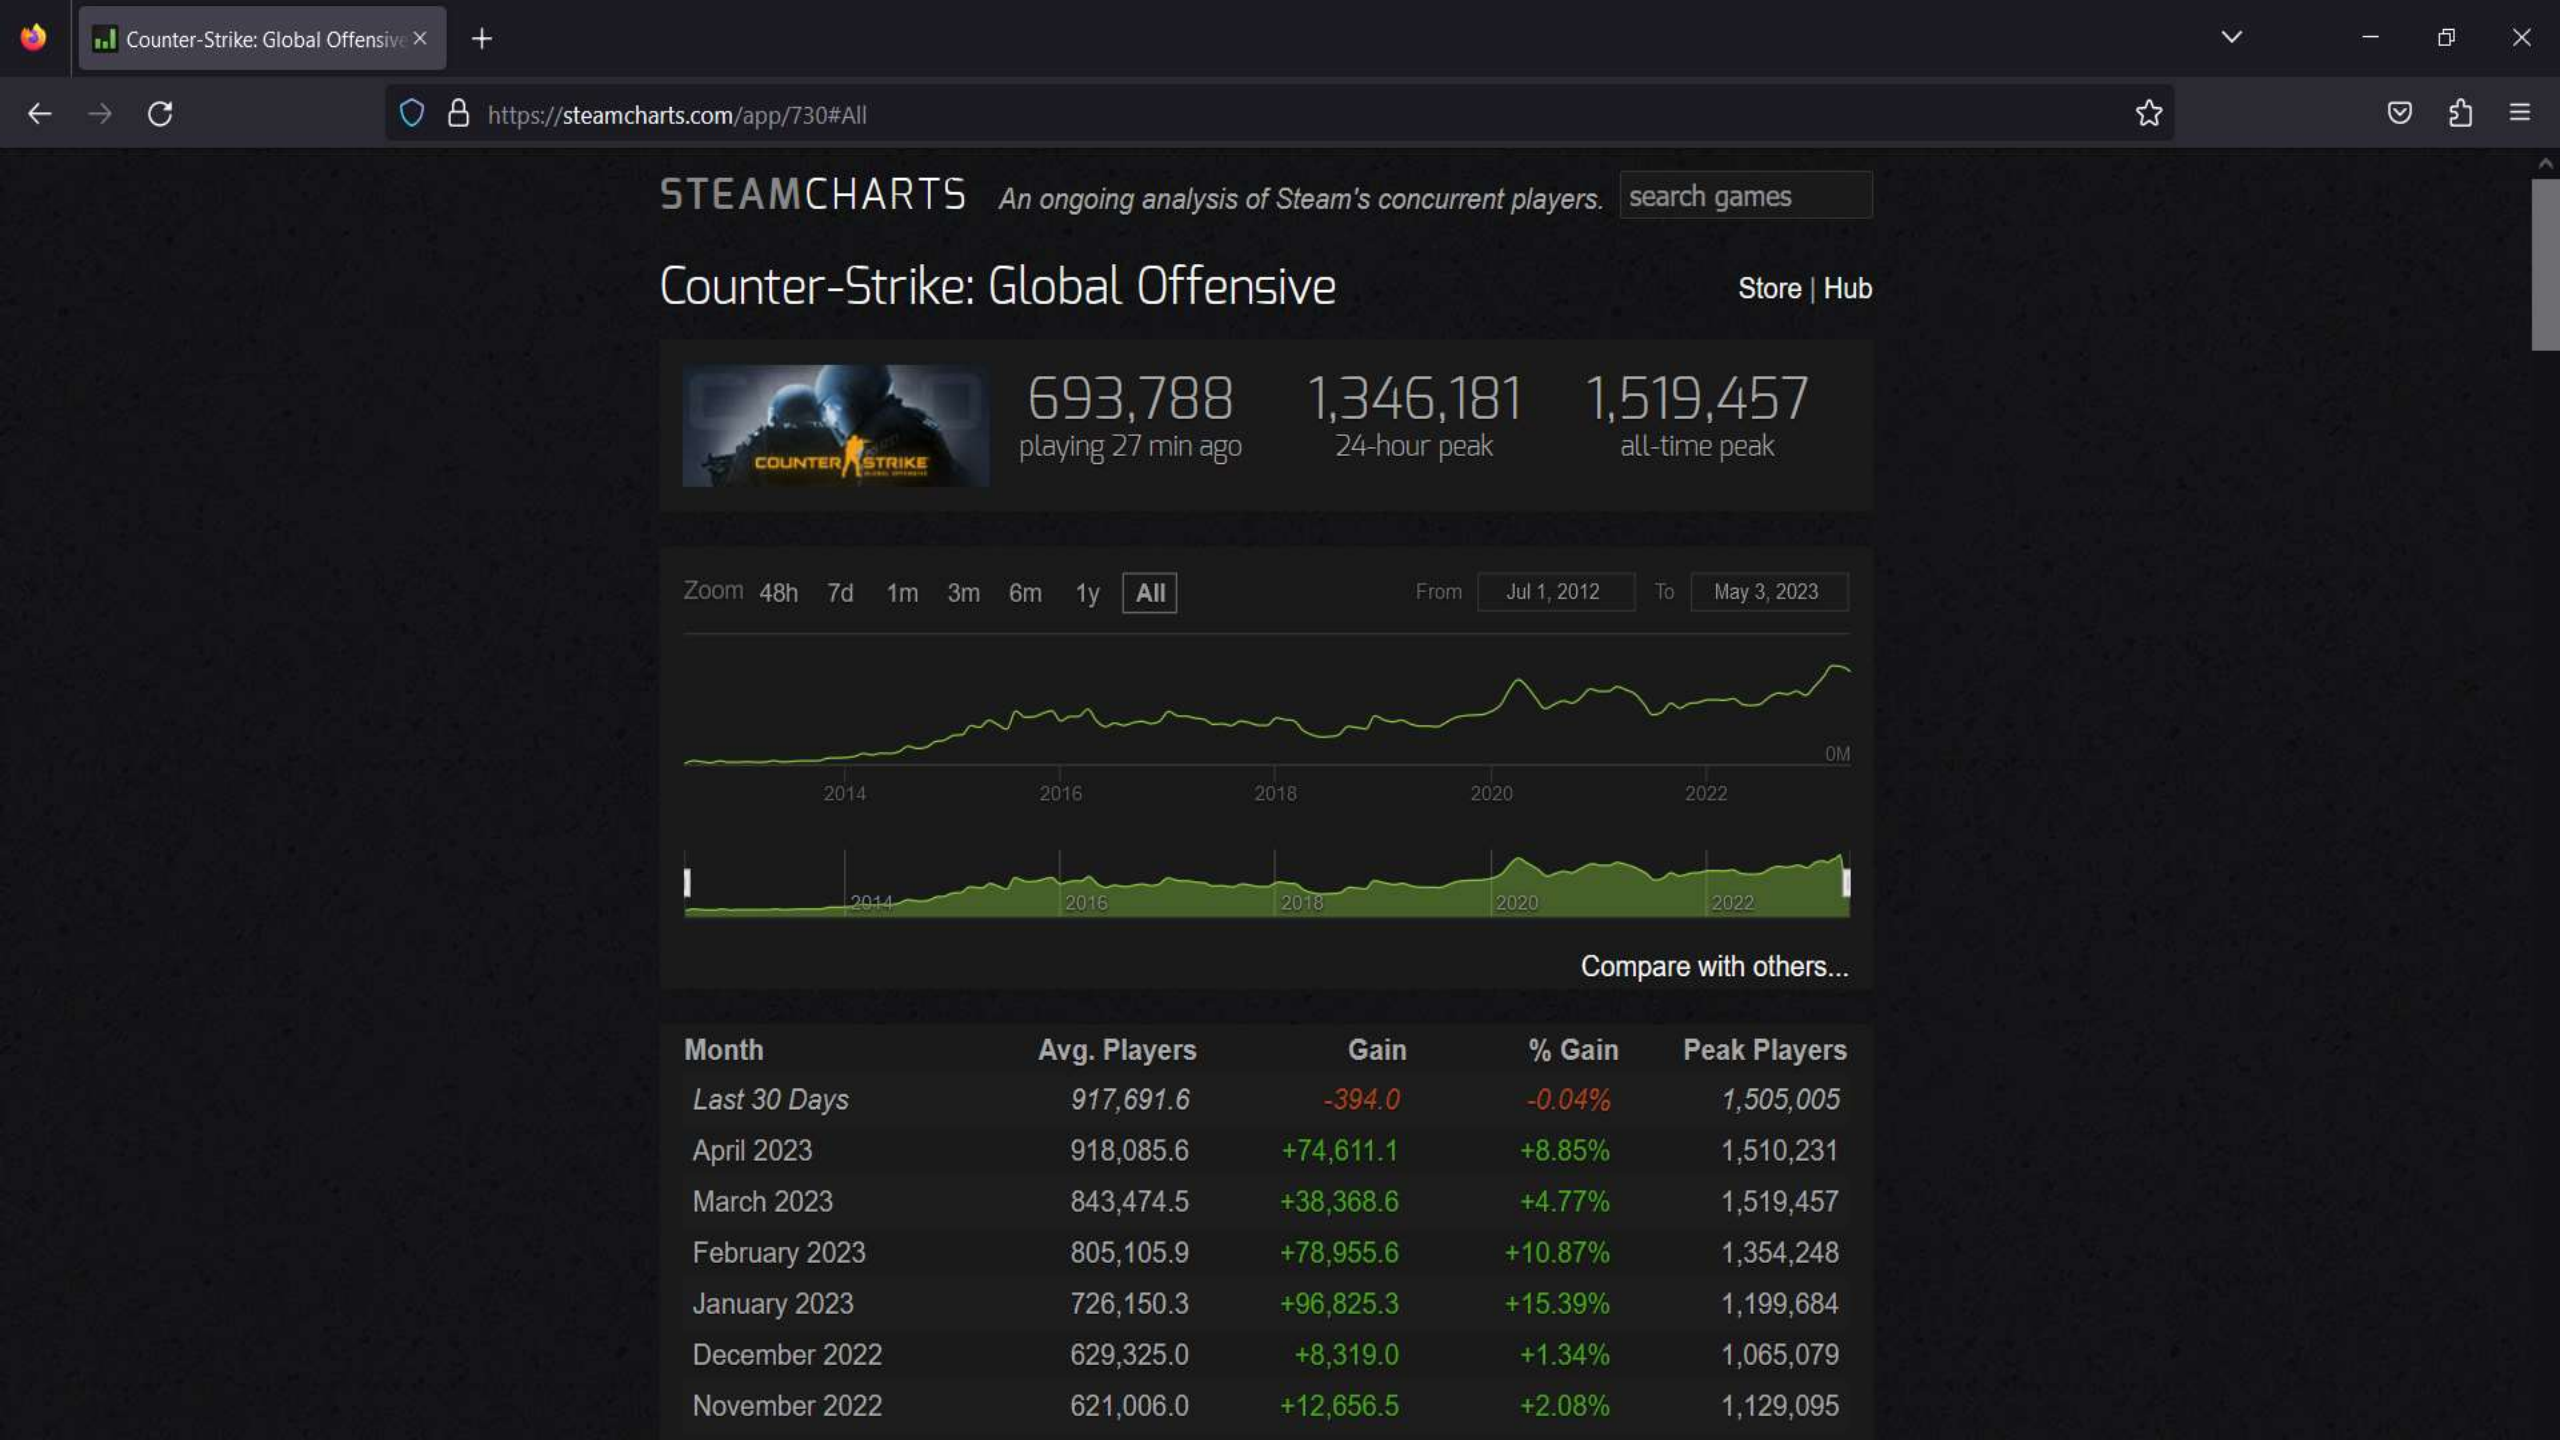 Counter-Strike: Global Offensive
https://steamcharts.com/app/730#All
STEAMCHARTS An ongoing analysis of Steam's concurrent players. search games
Counter-Strike: Global Offensive Store | Hub
COUNTER STRIKE
693,788 1,346,181 1,519,457
playing 27 min ago 24-hour peak all-time peak
Zoom 48h 7d 1m 3m 6m 1y All From Jul 1, 2012 To May 3, 2023
0M
2014 2016 2018 2020 2022
2014 2016 2018 2020 2022
Compare with others...
Month Avg. Players Gain % Gain Peak Players
Last 30 Days 917,691.6 -394.0 -0.04% 1,505,005
April 2023 918,085.6 +74,611.1 +8.85% 1,510,231
March 2023 843,474.5 +38,368.6 +4.77% 1,519,457
February 2023 805,105.9 +78,955.6 +10.87% 1,354,248
January 2023 726,150.3 +96,825.3 +15.39% 1,199,684
December 2022 629,325.0 +8,319.0 +1.34% 1,065,079
November 2022 621,006.0 +12,656.5 +2.08% 1,129,095